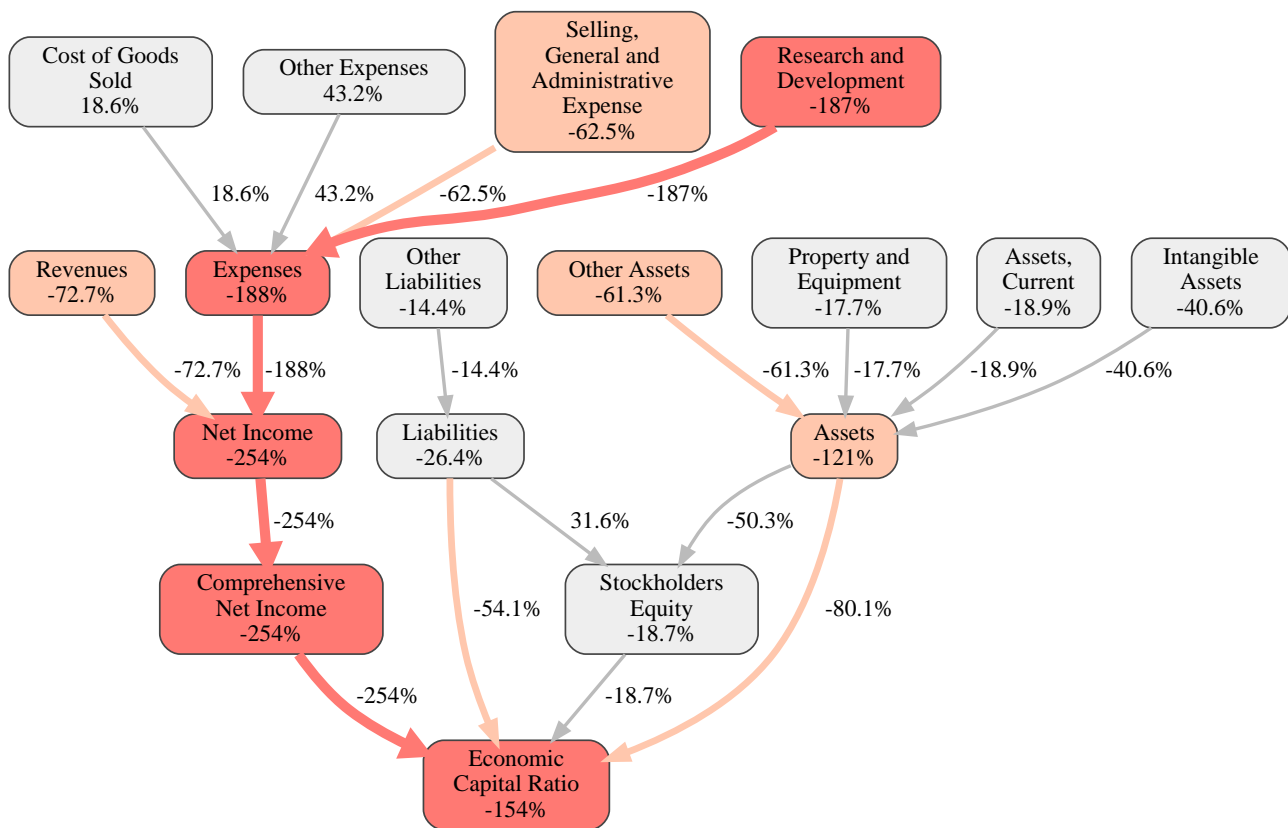 Cost of Goods
Sold
18.6%
Other Expenses
43.2%
Selling,
General and
Administrative
Expense
-62.5%
Research and
Development
-187%
18.6%
43.2%
-62.5%
-187%
Revenues
-72.7%
Expenses
-188%
Other
Liabilities
-14.4%
Other Assets
-61.3%
Property and
Equipment
-17.7%
Assets,
Current
-18.9%
Intangible
Assets
-40.6%
-72.7%
-188%
-14.4%
-61.3%
-17.7%
-18.9%
-40.6%
Net Income
-254%
Liabilities
-26.4%
Assets
-121%
-254%
31.6%
-50.3%
Comprehensive
Net Income
-254%
-54.1%
Stockholders
Equity
-18.7%
-80.1%
-254%
-18.7%
Economic
Capital Ratio
-154%